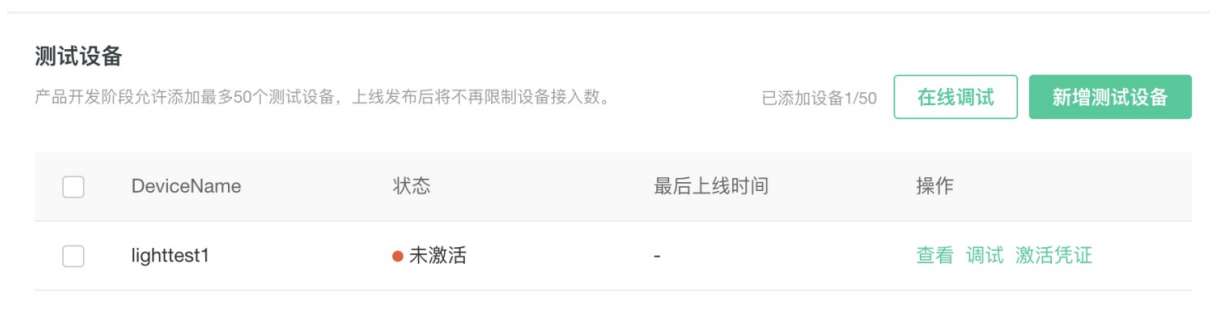 测试设备
产品开发阶段允许添加最多50个测试设备，上线发布后将不再限制设备接入数。 已添加设备1/50 在线调试 新增测试设备
DeviceName 状态 最后上线时间 操作
lighttest1 未激活 - 查看 调试 激活凭证